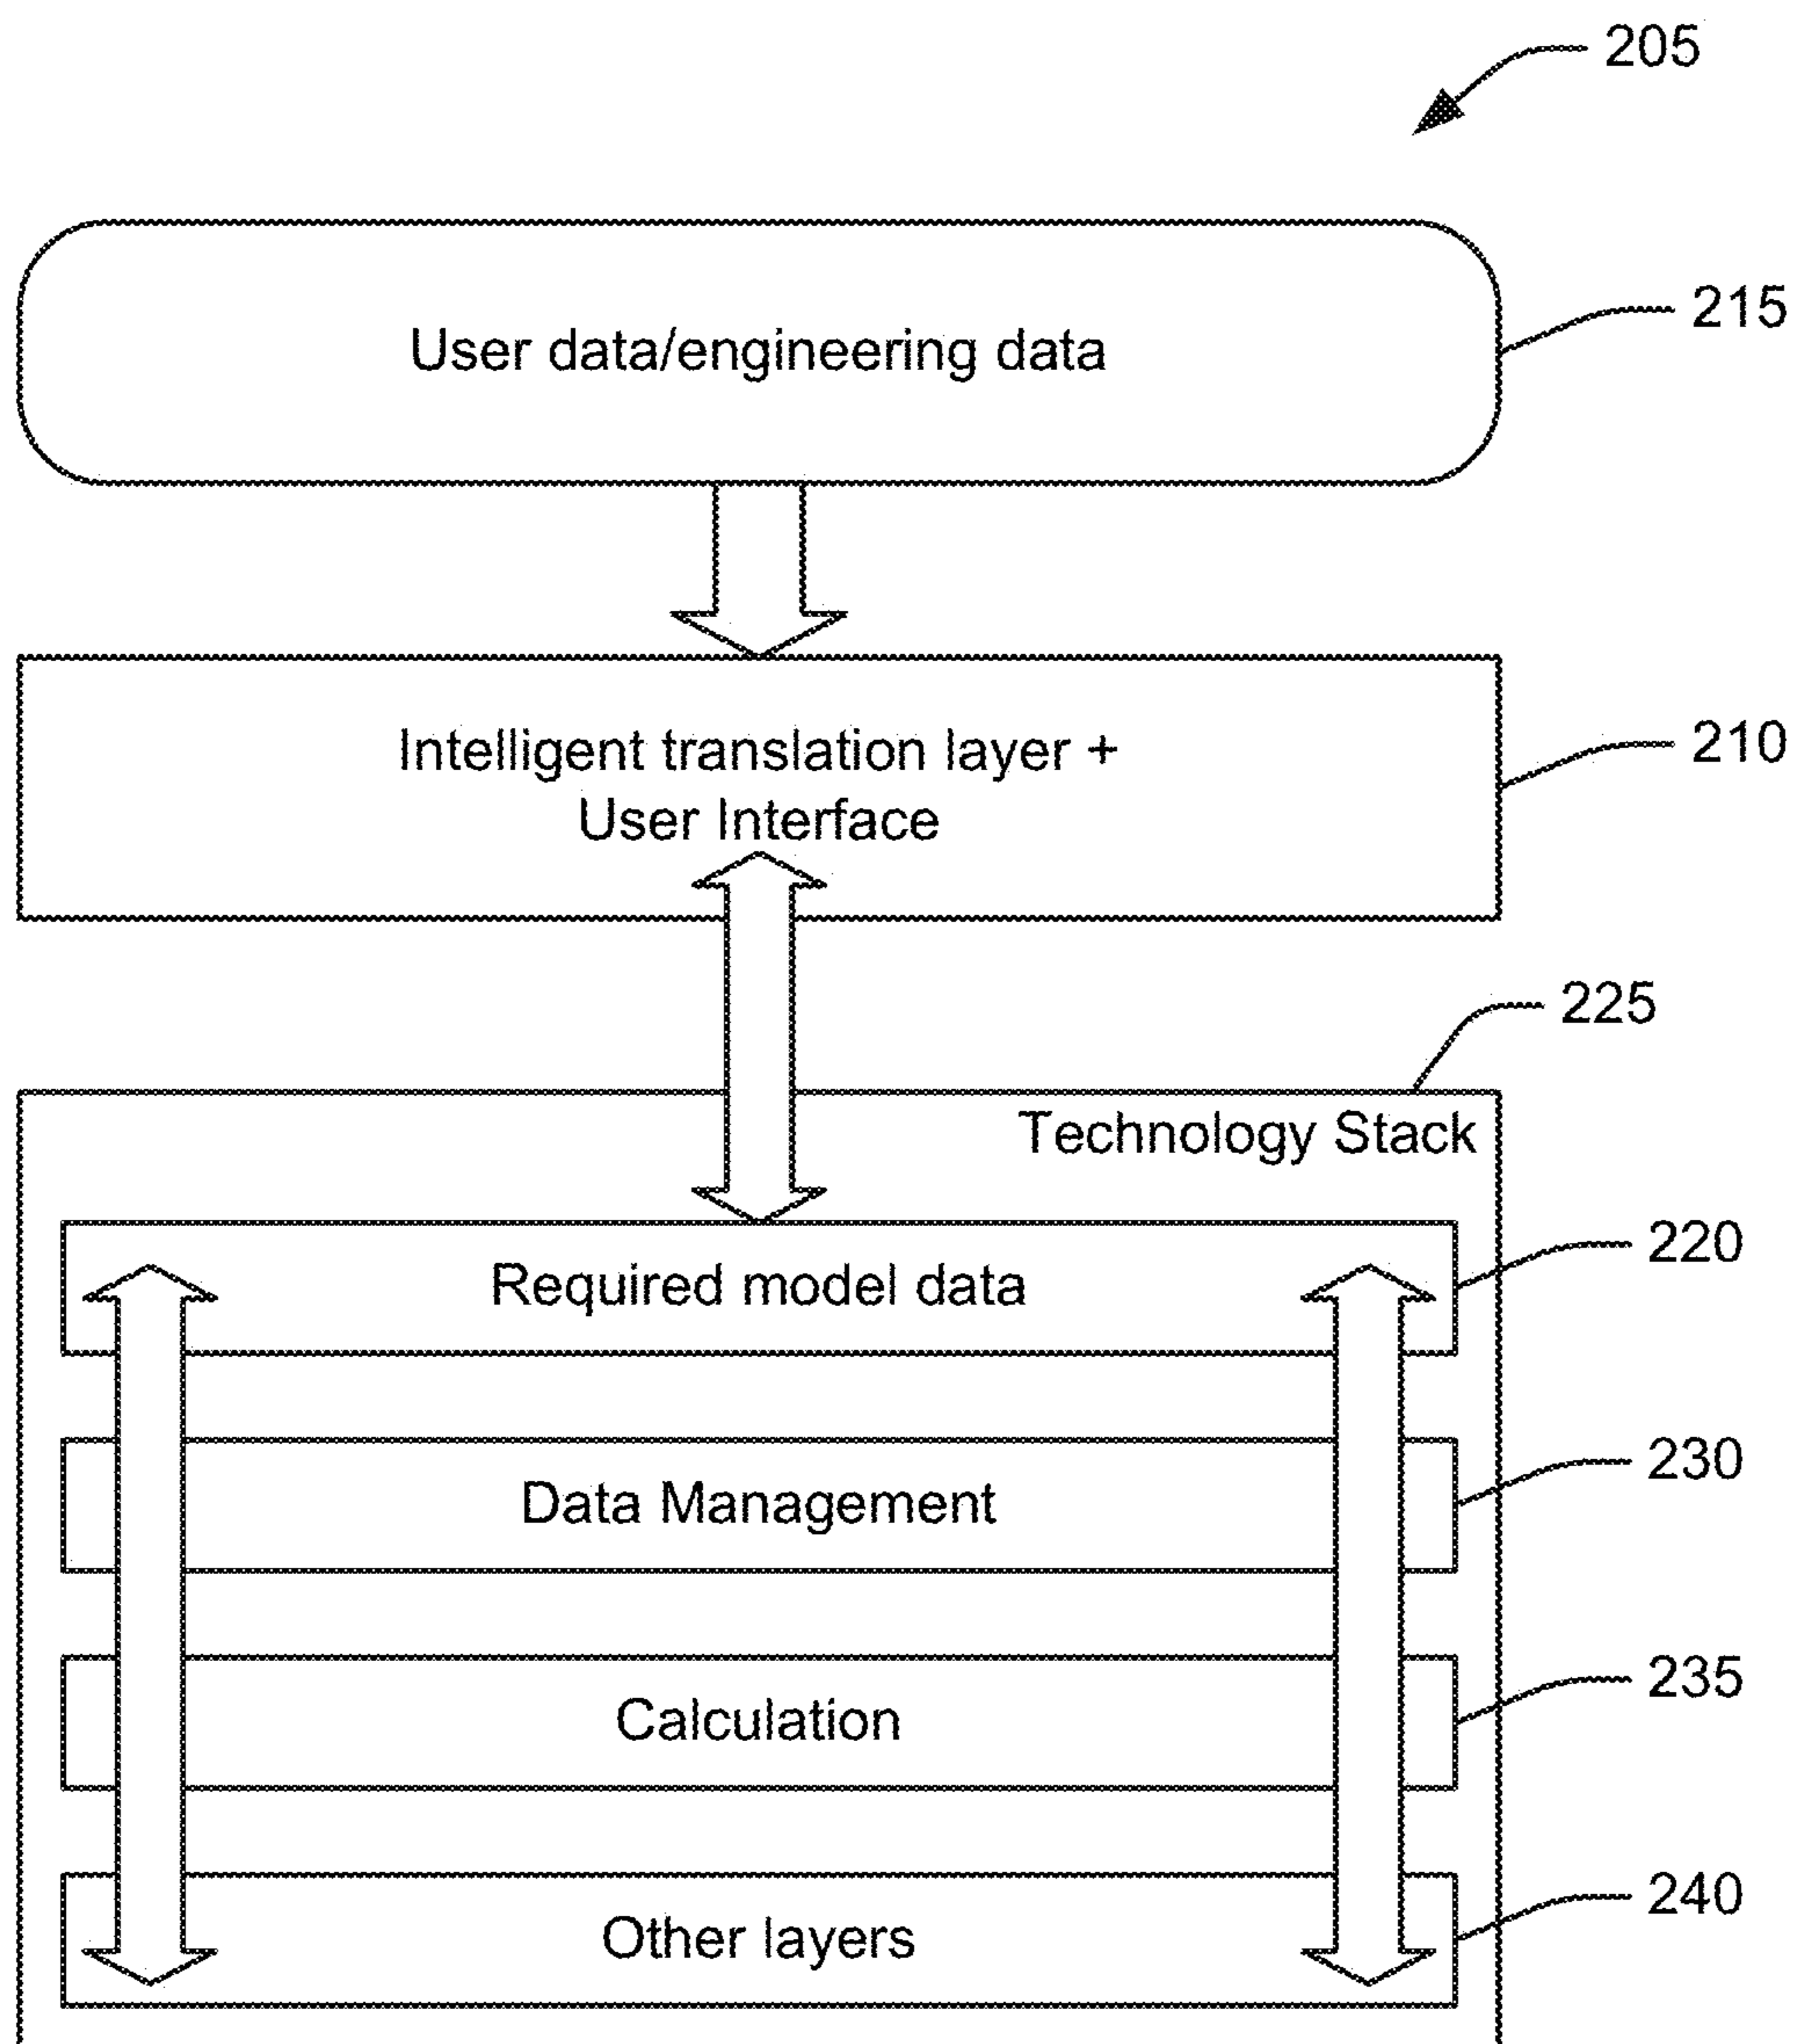 205
User data/engineering data
215
Intelligent translation layer +
User Interface
210
225
Technology Stack
Required model data
220
Data Management
230
Calculation
235
Other layers
240